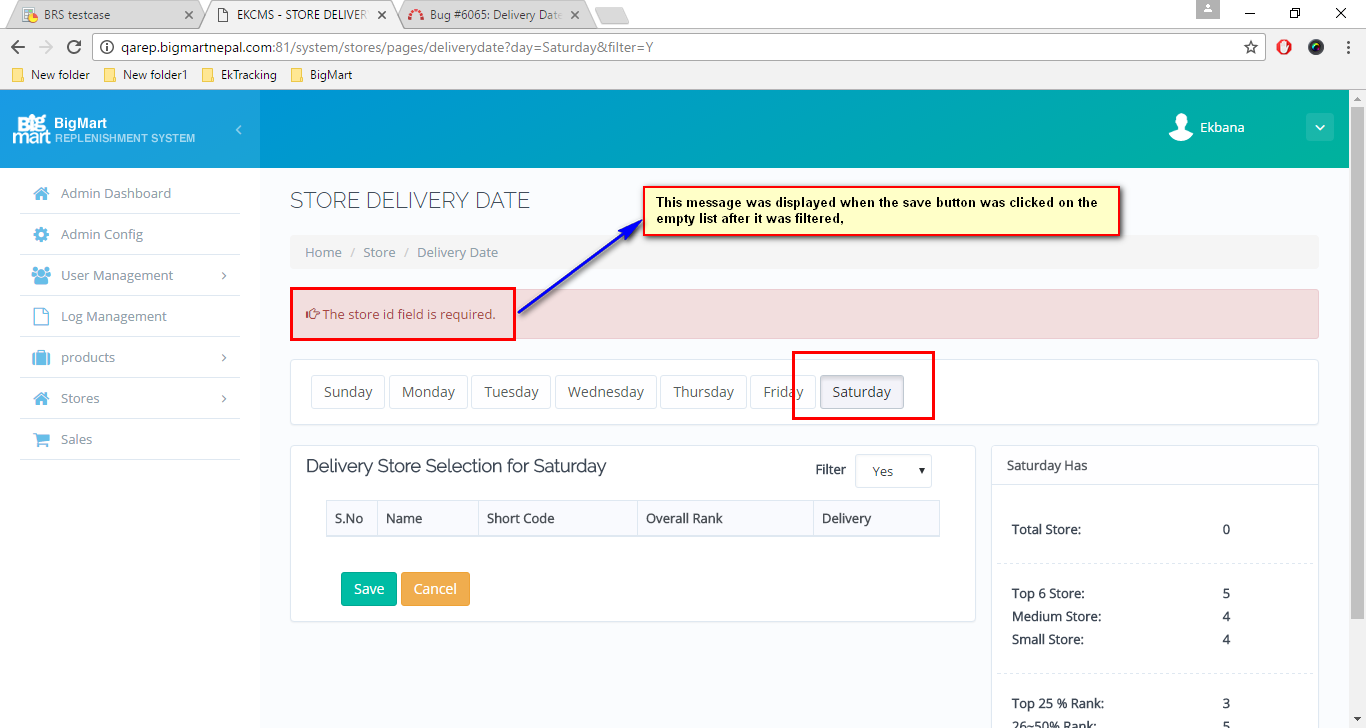 BRS testcase
EKCMS - STORE DELIVER
Bug #6065: Delivery Date
qarep.bigmartnepal.com:81/system/stores/pages/deliverydate?day=Saturday&filter=Y
New folder
New folder1
EkTracking
BigMart
Big mart
BigMart
REPLENISHMENT SYSTEM
Ekbana
Admin Dashboard
Admin Config
User Management
Log Management
products
Stores
Sales
STORE DELIVERY DATE
This message was displayed when the save button was clicked on the
empty list after it was filtered,
Home / Store / Delivery Date
The store id field is required.
Sunday Monday Tuesday Wednesday Thursday Friday Saturday
Delivery Store Selection for Saturday
Filter Yes
S.No Name Short Code Overall Rank Delivery
Save Cancel
Saturday Has
Total Store: 0
Top 6 Store: 5
Medium Store: 4
Small Store: 4
Top 25 % Rank: 3
26~50% Rank: 5